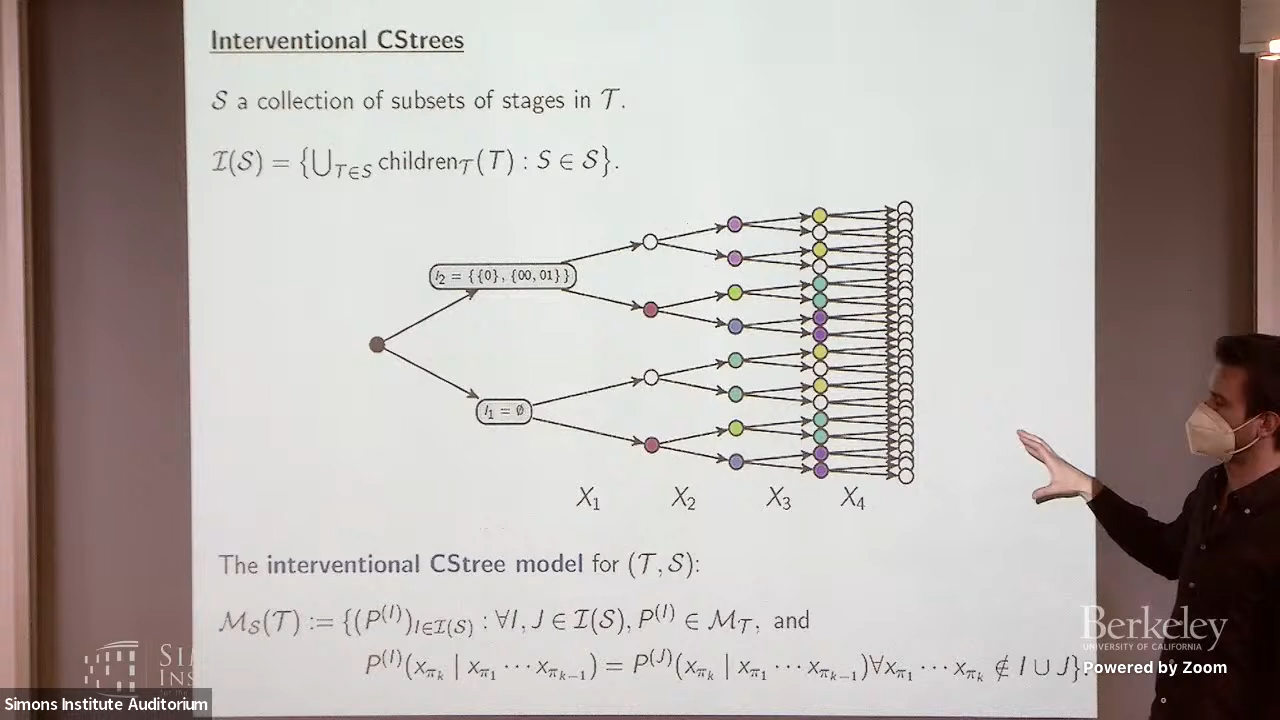 Interventional CStrees
𝒮 a collection of subsets of stages in 𝒯.
ℐ(𝒮) = {⋃_{T∈S} children_𝒯(T) : S ∈ 𝒮}.
I₂ = {{0}, {00, 01}}
I₁ = ∅
X₁ X₂ X₃ X₄
The interventional CStree model for (𝒯, 𝒮):
ℳ_𝒮(𝒯) := {(P^(I))_{I∈ℐ(𝒮)} : ∀I, J ∈ ℐ(𝒮), P^(I) ∈ ℳ_𝒯, and
P^(I)(x_{π_k} | x_{π_1} ⋯ x_{π_{k−1}}) = P^(J)(x_{π_k} | x_{π_1} ⋯ x_{π_{k−1}}) ∀x_{π_1} ⋯ x_{π_k} ∉ I ∪ J}.
Berkeley
UNIVERSITY OF CALIFORNIA
Powered by Zoom
Simons Institute Auditorium